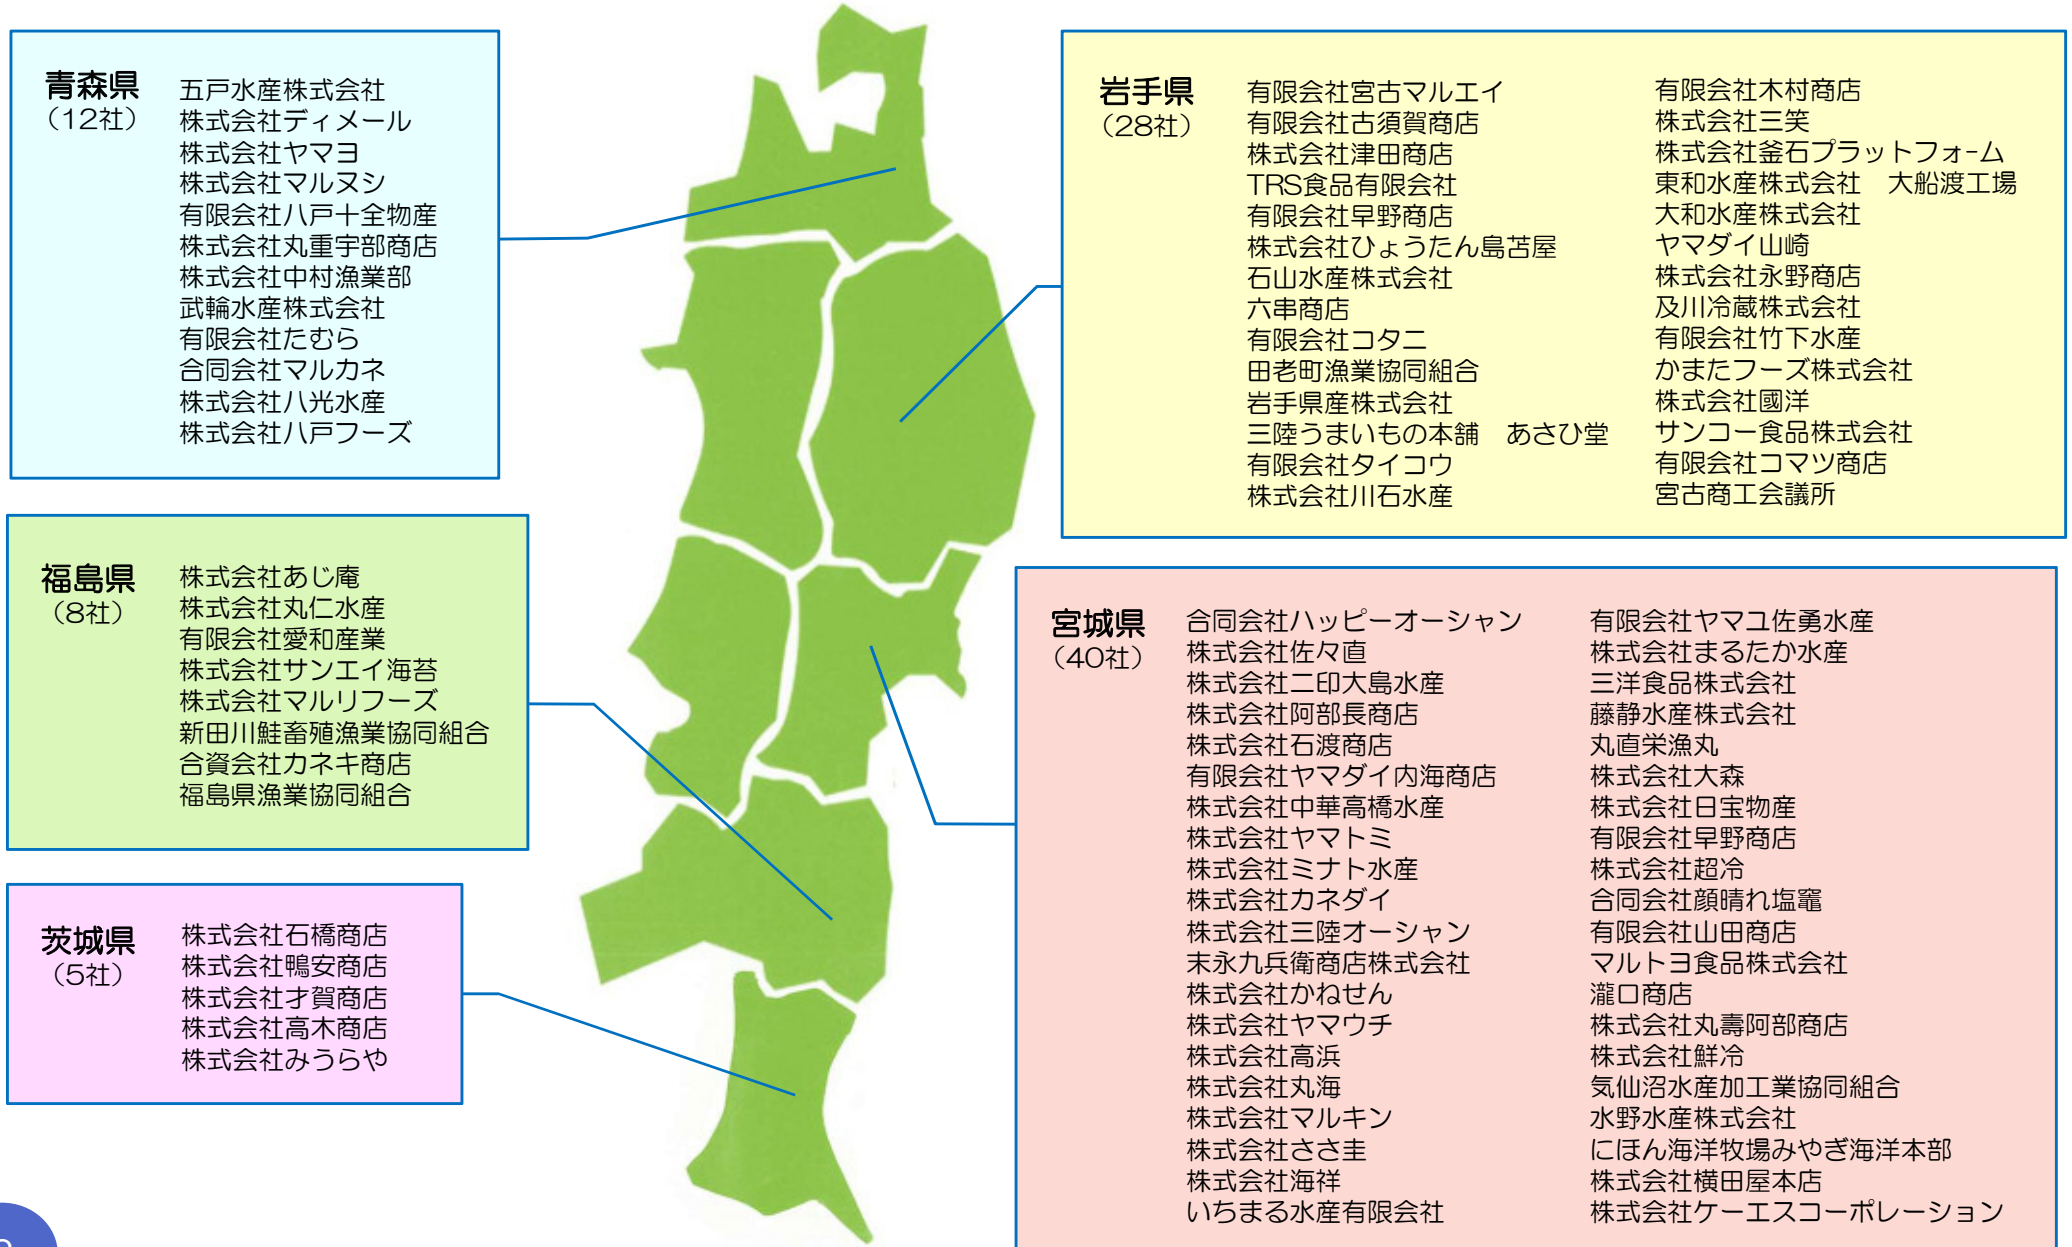 青森県
（12社）
五戸水産株式会社
株式会社ディメール
株式会社ヤマヨ
株式会社マルヌシ
有限会社八戸十全物産
株式会社丸重宇部商店
株式会社中村漁業部
武輪水産株式会社
有限会社たむら
合同会社マルカネ
株式会社八光水産
株式会社八戸フーズ
岩手県
（28社）
有限会社宮古マルエイ
有限会社古須賀商店
株式会社津田商店
TRS食品有限会社
有限会社早野商店
株式会社ひょうたん島苫屋
石山水産株式会社
六串商店
有限会社コタニ
田老町漁業協同組合
岩手県産株式会社
三陸うまいもの本舗　あさひ堂
有限会社タイコウ
株式会社川石水産
有限会社木村商店
株式会社三笑
株式会社釜石プラットフォーム
東和水産株式会社　大船渡工場
大和水産株式会社
ヤマダイ山崎
株式会社永野商店
及川冷蔵株式会社
有限会社竹下水産
かまたフーズ株式会社
株式会社國洋
サンコー食品株式会社
有限会社コマツ商店
宮古商工会議所
福島県
（8社）
株式会社あじ庵
株式会社丸仁水産
有限会社愛和産業
株式会社サンエイ海苔
株式会社マルリフーズ
新田川鮭畜殖漁業協同組合
合資会社カネキ商店
福島県漁業協同組合
宮城県
（40社）
合同会社ハッピーオーシャン
株式会社佐々直
株式会社二印大島水産
株式会社阿部長商店
株式会社石渡商店
有限会社ヤマダイ内海商店
株式会社中華高橋水産
株式会社ヤマトミ
株式会社ミナト水産
株式会社カネダイ
株式会社三陸オーシャン
末永九兵衛商店株式会社
株式会社かねせん
株式会社ヤマウチ
株式会社高浜
株式会社丸海
株式会社マルキン
株式会社ささ圭
株式会社海祥
いちまる水産有限会社
有限会社ヤマユ佐勇水産
株式会社まるたか水産
三洋食品株式会社
藤静水産株式会社
丸直栄漁丸
株式会社大森
株式会社日宝物産
有限会社早野商店
株式会社超冷
合同会社顔晴れ塩竈
有限会社山田商店
マルトヨ食品株式会社
瀧口商店
株式会社丸壽阿部商店
株式会社鮮冷
気仙沼水産加工業協同組合
水野水産株式会社
にほん海洋牧場みやぎ海洋本部
株式会社横田屋本店
株式会社ケーエスコーポレーション
茨城県
（5社）
株式会社石橋商店
株式会社鴨安商店
株式会社才賀商店
株式会社高木商店
株式会社みうらや